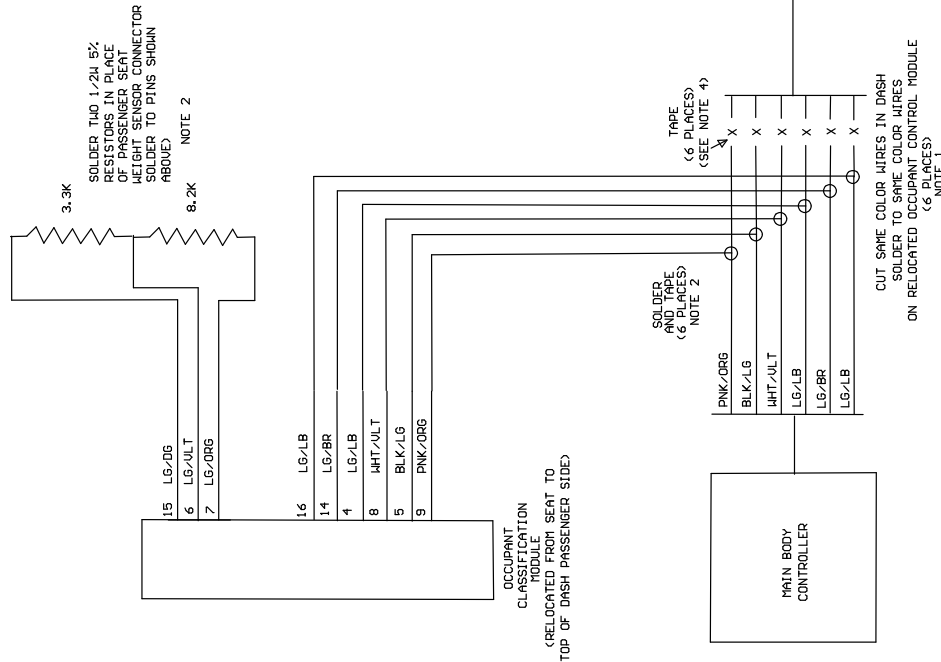 3.3K
8.2K
SOLDER TWO 1/2W 5%
RESISTORS IN PLACE
OF PASSENGER SEAT
WEIGHT SENSOR CONNECTOR
SOLDER TO PINS SHOWN
ABOVE)
NOTE 2
15 LG/DG
6 LG/VLT
7 LG/ORG
16 LG/LB
14 LG/BR
4 LG/LB
8 WHT/VLT
5 BLK/LG
9 PNK/ORG
OCCUPANT
CLASSIFICATION
MODULE
(RELOCATED FROM SEAT TO
TOP OF DASH PASSENGER SIDE)
TAPE
(6 PLACES)
(SEE NOTE 4)
X
X
X
X
X
X
SOLDER
AND TAPE
(6 PLACES)
NOTE 2
PNK/ORG
BLK/LG
WHT/VLT
LG/LB
LG/BR
LG/LB
CUT SAME COLOR WIRES IN DASH
SOLDER TO SAME COLOR WIRES
ON RELOCATED OCCUPANT CONTROL MODULE
(6 PLACES)
NOTE 1
MAIN BODY
CONTROLLER